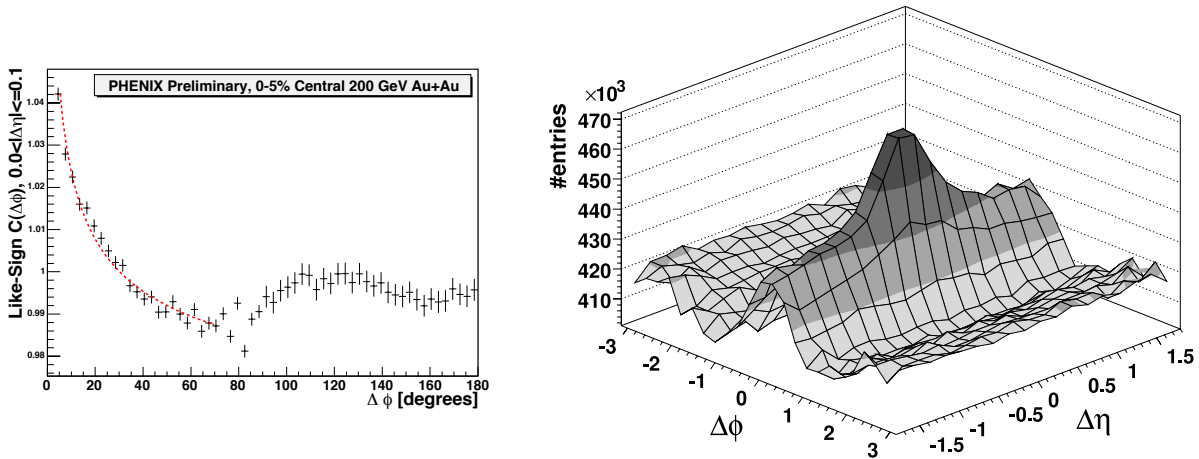 PHENIX Preliminary, 0-5% Central 200 GeV Au+Au
Like-Sign C(Δϕ), 0.0<|Δη|<=0.1
1.04
1.03
1.02
1.01
1
0.99
0.98
0 20 40 60 80 100 120 140 160 180
Δ ϕ [degrees]
×10³
#entries
470
460
450
440
430
420
410
-3 -2 -1 0 1 2 3
Δϕ
-1.5 -1 -0.5 0 0.5 1 1.5
Δη